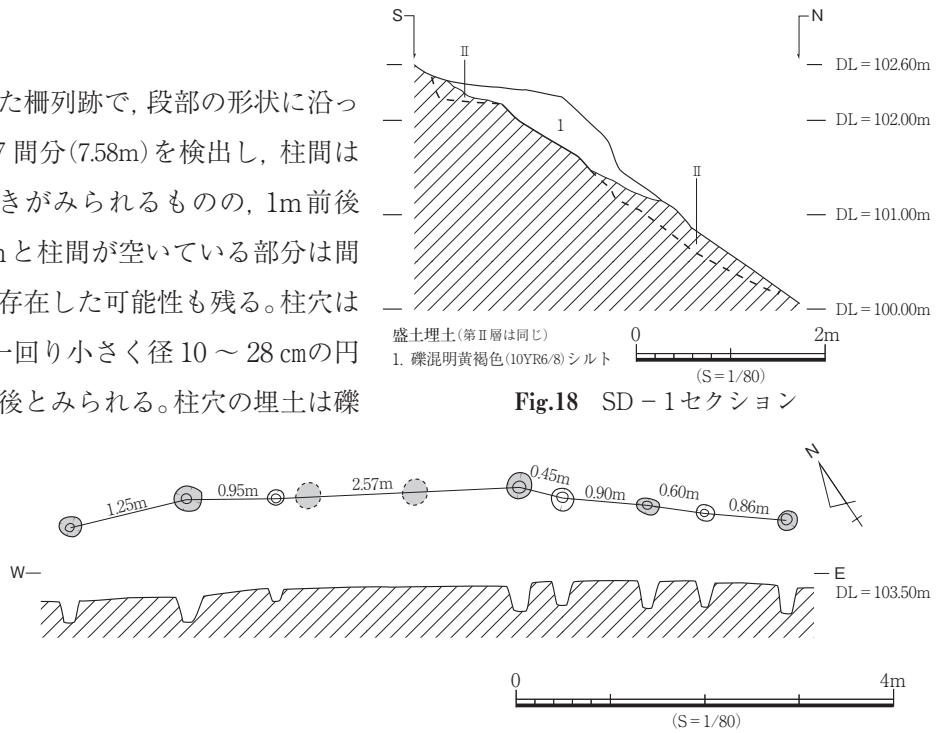 た柵列跡で, 段部の形状に沿っ
7間分(7.58m)を検出し, 柱間は
きがみられるものの, 1m前後
と柱間が空いている部分は間
存在した可能性も残る。柱穴は
一回り小さく径10～28㎝の円
後とみられる。柱穴の埋土は礫
S
N
Ⅱ
1
Ⅱ
DL＝102.60m
DL＝102.00m
DL＝101.00m
DL＝100.00m
盛土埋土(第Ⅱ層は同じ)
1. 礫混明黄褐色(10YR6/8)シルト
0 2m
(S＝1/80)
Fig.18 SD－1セクション
1.25m 0.95m 2.57m 0.45m 0.90m 0.60m 0.86m
N
W
E
DL＝103.50m
0 4m
(S＝1/80)